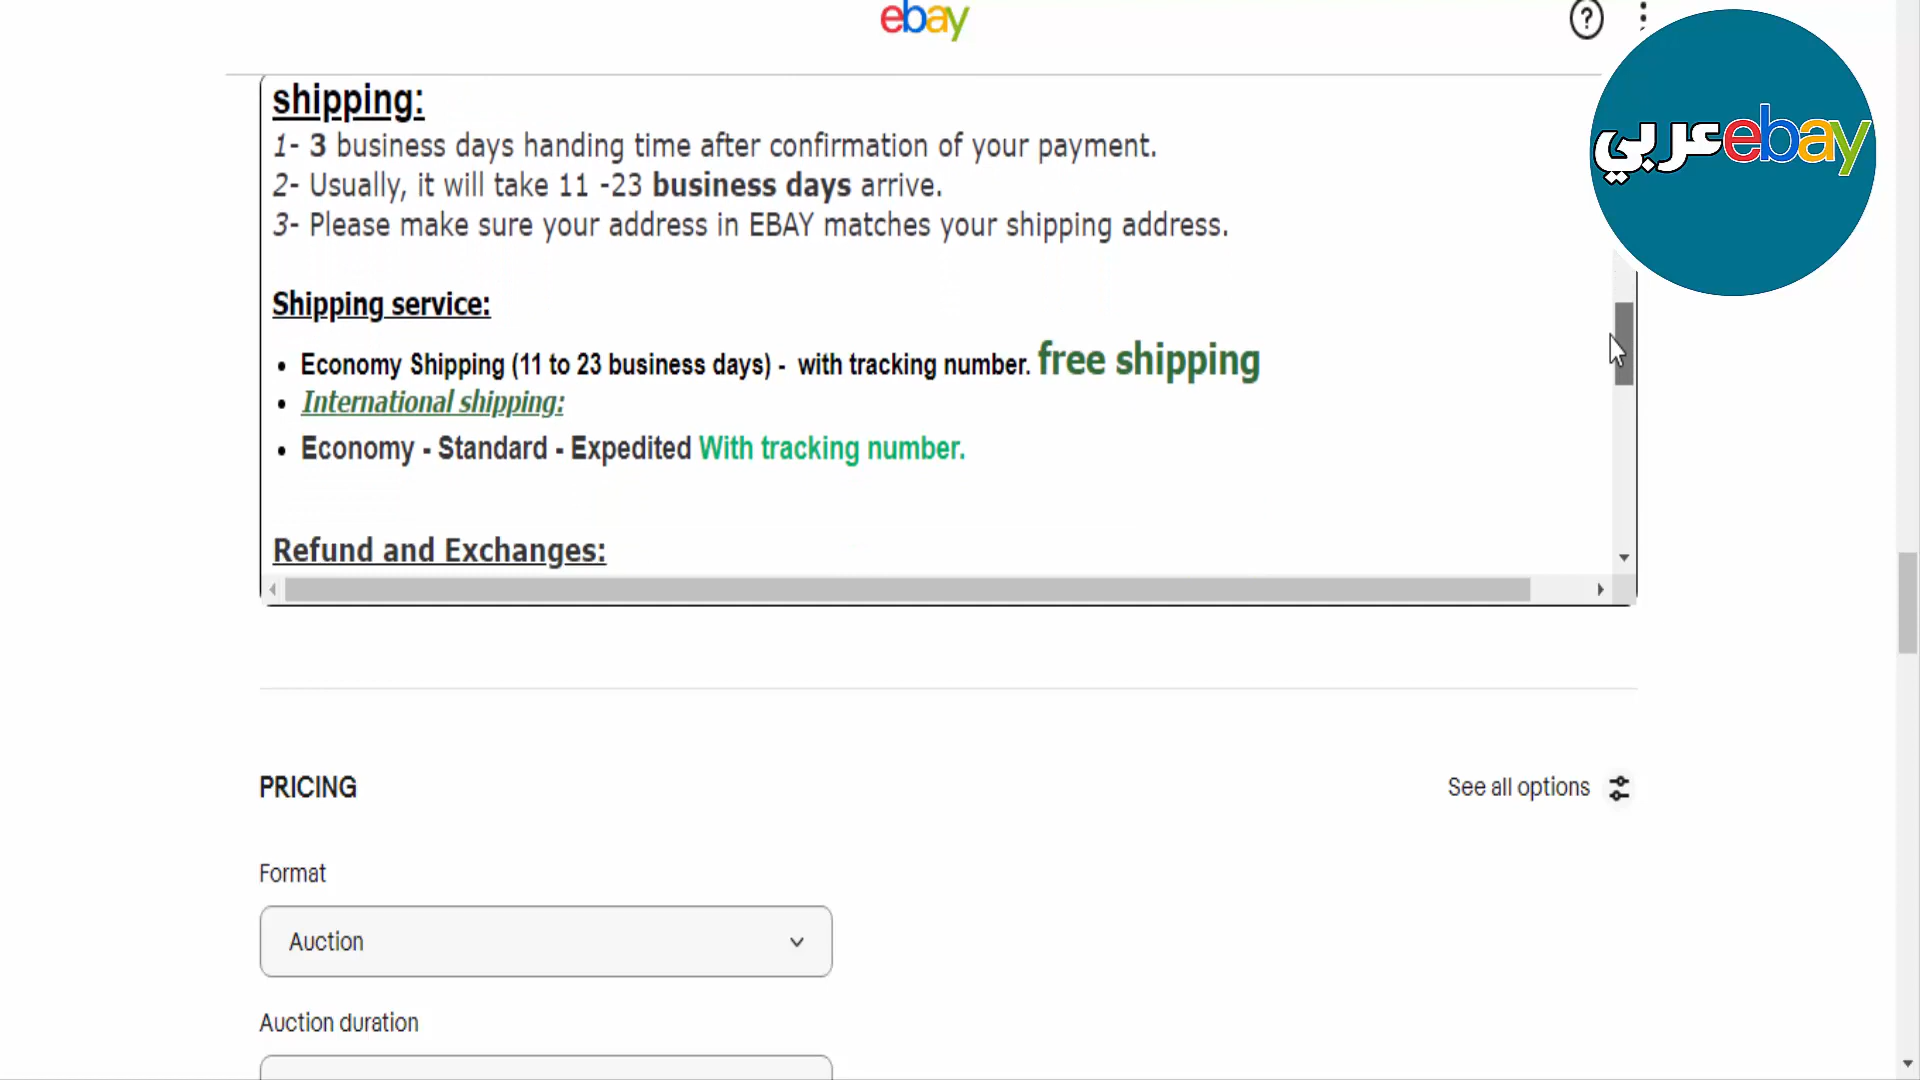 ebay
عربي ebay
shipping:
1- 3 business days handing time after confirmation of your payment.
2- Usually, it will take 11 -23 business days arrive.
3- Please make sure your address in EBAY matches your shipping address.
Shipping service:
Economy Shipping (11 to 23 business days) - with tracking number. free shipping
International shipping:
Economy - Standard - Expedited With tracking number.
Refund and Exchanges:
PRICING
See all options
Format
Auction
Auction duration